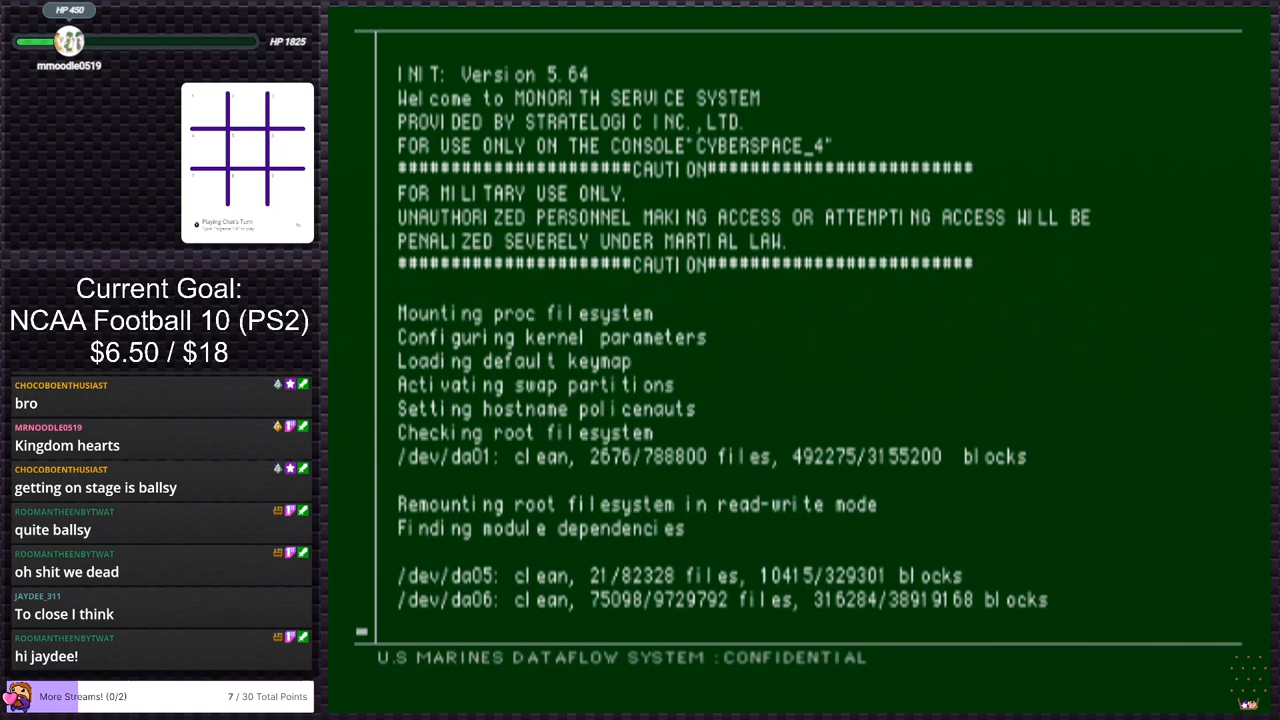 HP 450
HP 1825
mmoodle0519
Playing Chat's Turn
Current Goal:
NCAA Football 10 (PS2)
$6.50 / $18
CHOCOBOENTHUSIAST
bro
MRNOODLE0519
Kingdom hearts
CHOCOBOENTHUSIAST
getting on stage is ballsy
ROOMANTHEENBYTWAT
quite ballsy
ROOMANTHEENBYTWAT
oh shit we dead
JAYDEE_311
To close I think
ROOMANTHEENBYTWAT
hi jaydee!
More Streams! (0/2)
7 / 30 Total Points
INIT: Version 5.64
Welcome to MONORITH SERVICE SYSTEM
PROVIDED BY STRATELOGIC INC.,LTD.
FOR USE ONLY ON THE CONSOLE"CYBERSPACE_4"
######################CAUTION#########################
FOR MILITARY USE ONLY.
UNAUTHORIZED PERSONNEL MAKING ACCESS OR ATTEMPTING ACCESS WILL BE
PENALIZED SEVERELY UNDER MARTIAL LAW.
######################CAUTION#########################
Mounting proc filesystem
Configuring kernel parameters
Loading default keymap
Activating swap partitions
Setting hostname policenauts
Checking root filesystem
/dev/da01: clean, 2676/788800 files, 492275/3155200 blocks
Remounting root filesystem in read-write mode
Finding module dependencies
/dev/da05: clean, 21/82328 files, 10415/329301 blocks
/dev/da06: clean, 75098/9729792 files, 316284/38919168 blocks
U.S MARINES DATAFLOW SYSTEM :CONFIDENTIAL